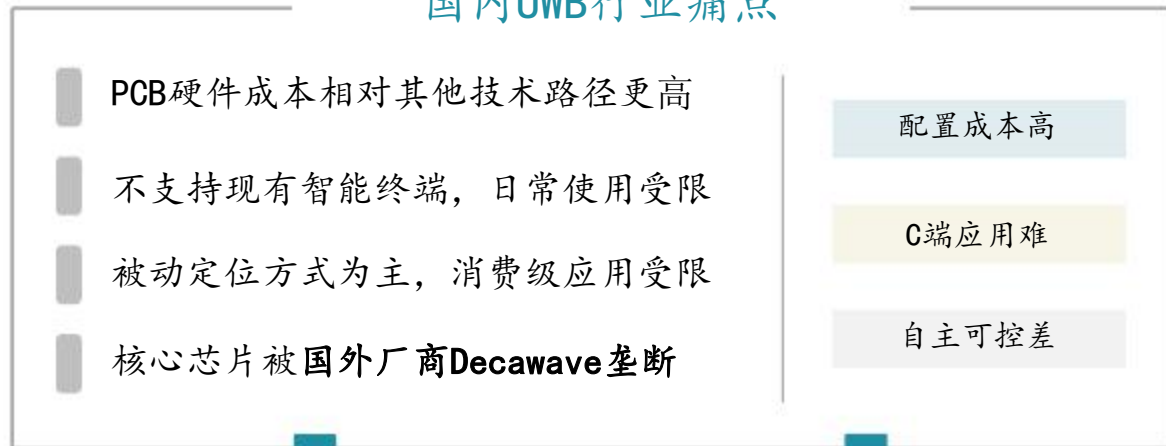 国内UWB行业痛点
PCB硬件成本相对其他技术路径更高
不支持现有智能终端，日常使用受限
被动定位方式为主，消费级应用受限
核心芯片被国外厂商Decawave垄断
配置成本高
C端应用难
自主可控差